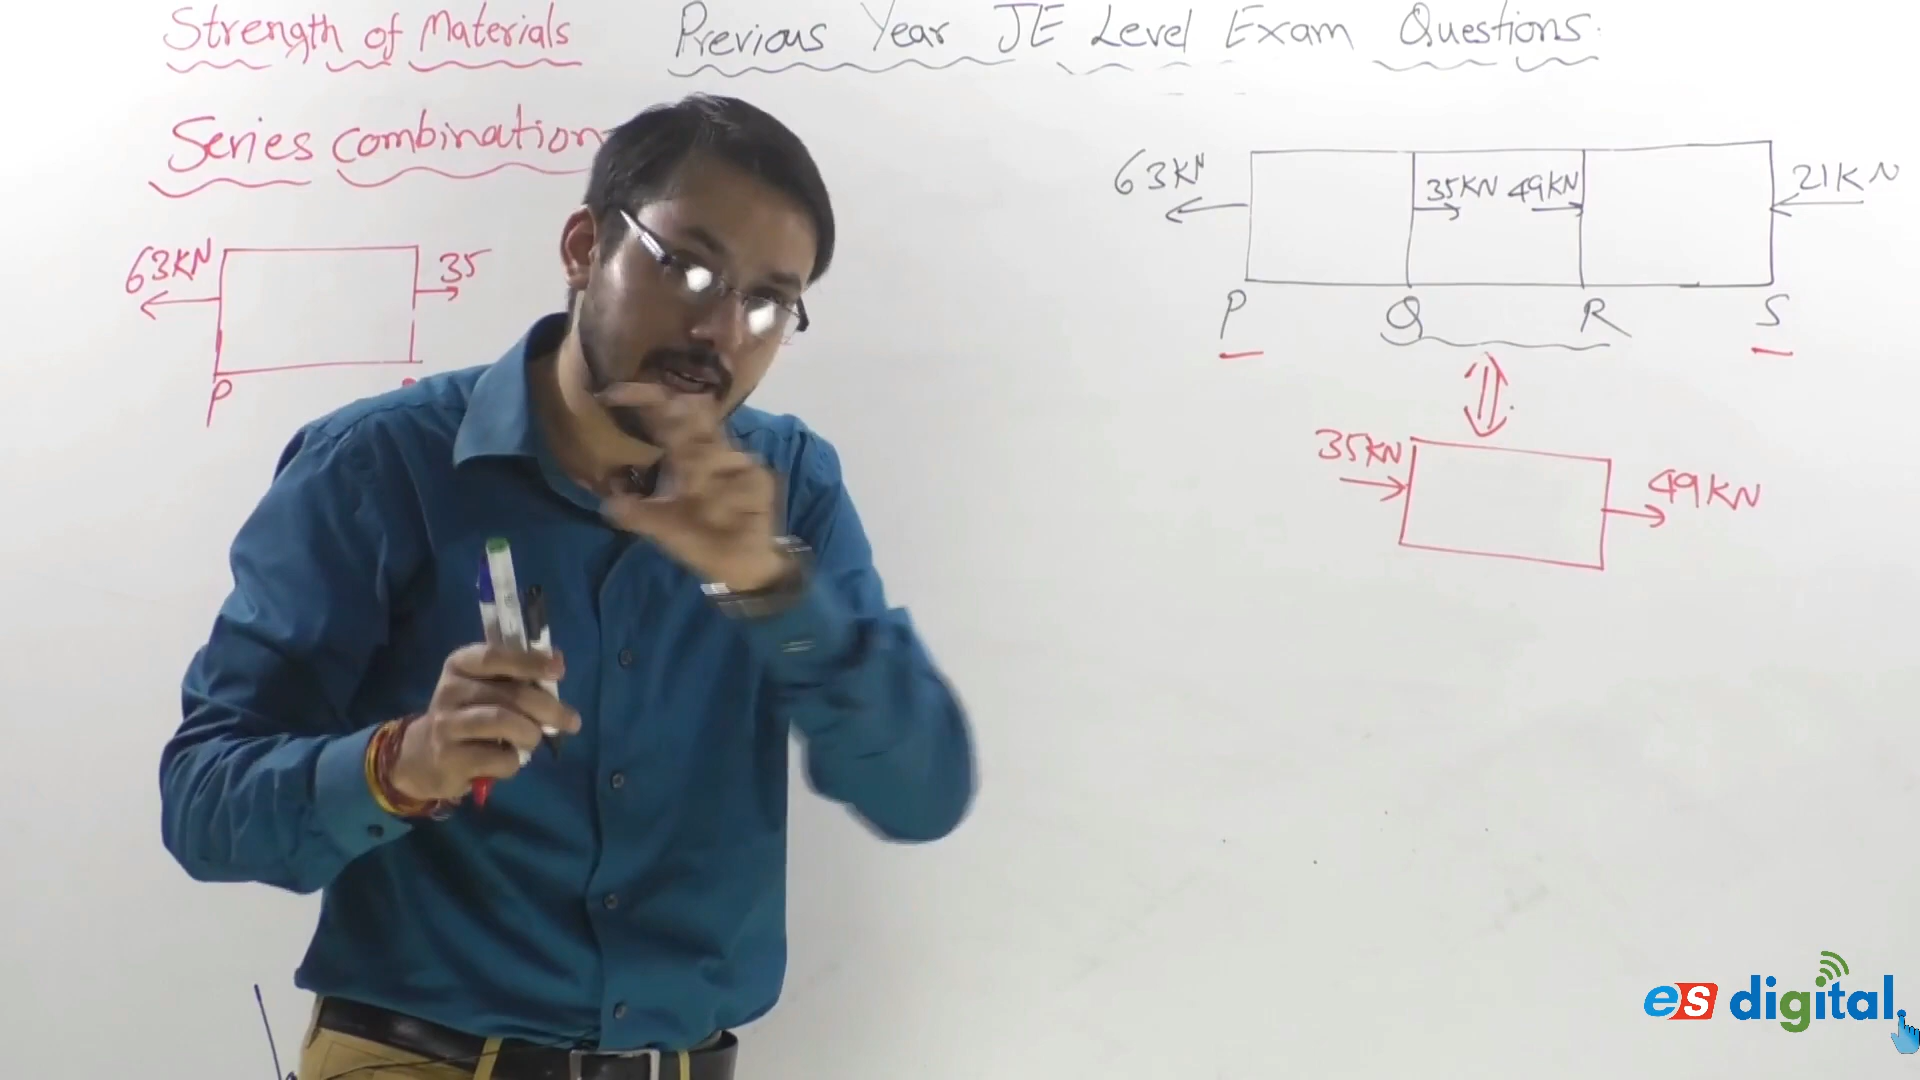 Strength of Materials
Previous Year JE Level Exam Questions.
Series combination
63KN
35
P
63KN
35KN
49KN
21KN
P
Q
R
S
35KN
49KN
es digital.